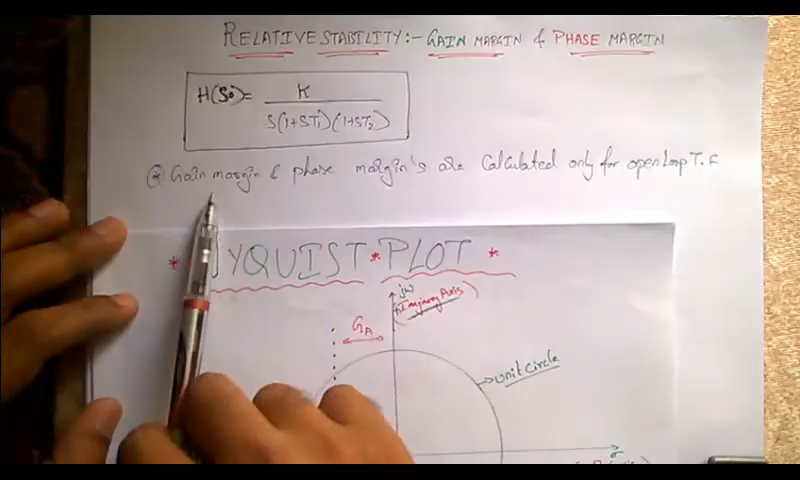 RELATIVE STABILITY:- GAIN MARGIN & PHASE MARGIN
H(S)= K
S(1+ST1)(1+ST2)
Gain margin & phase margin's are Calculated only for open loop T.F
* YQUIST * PLOT *
jω
(Imaginary Axis)
GA
unit circle
σ